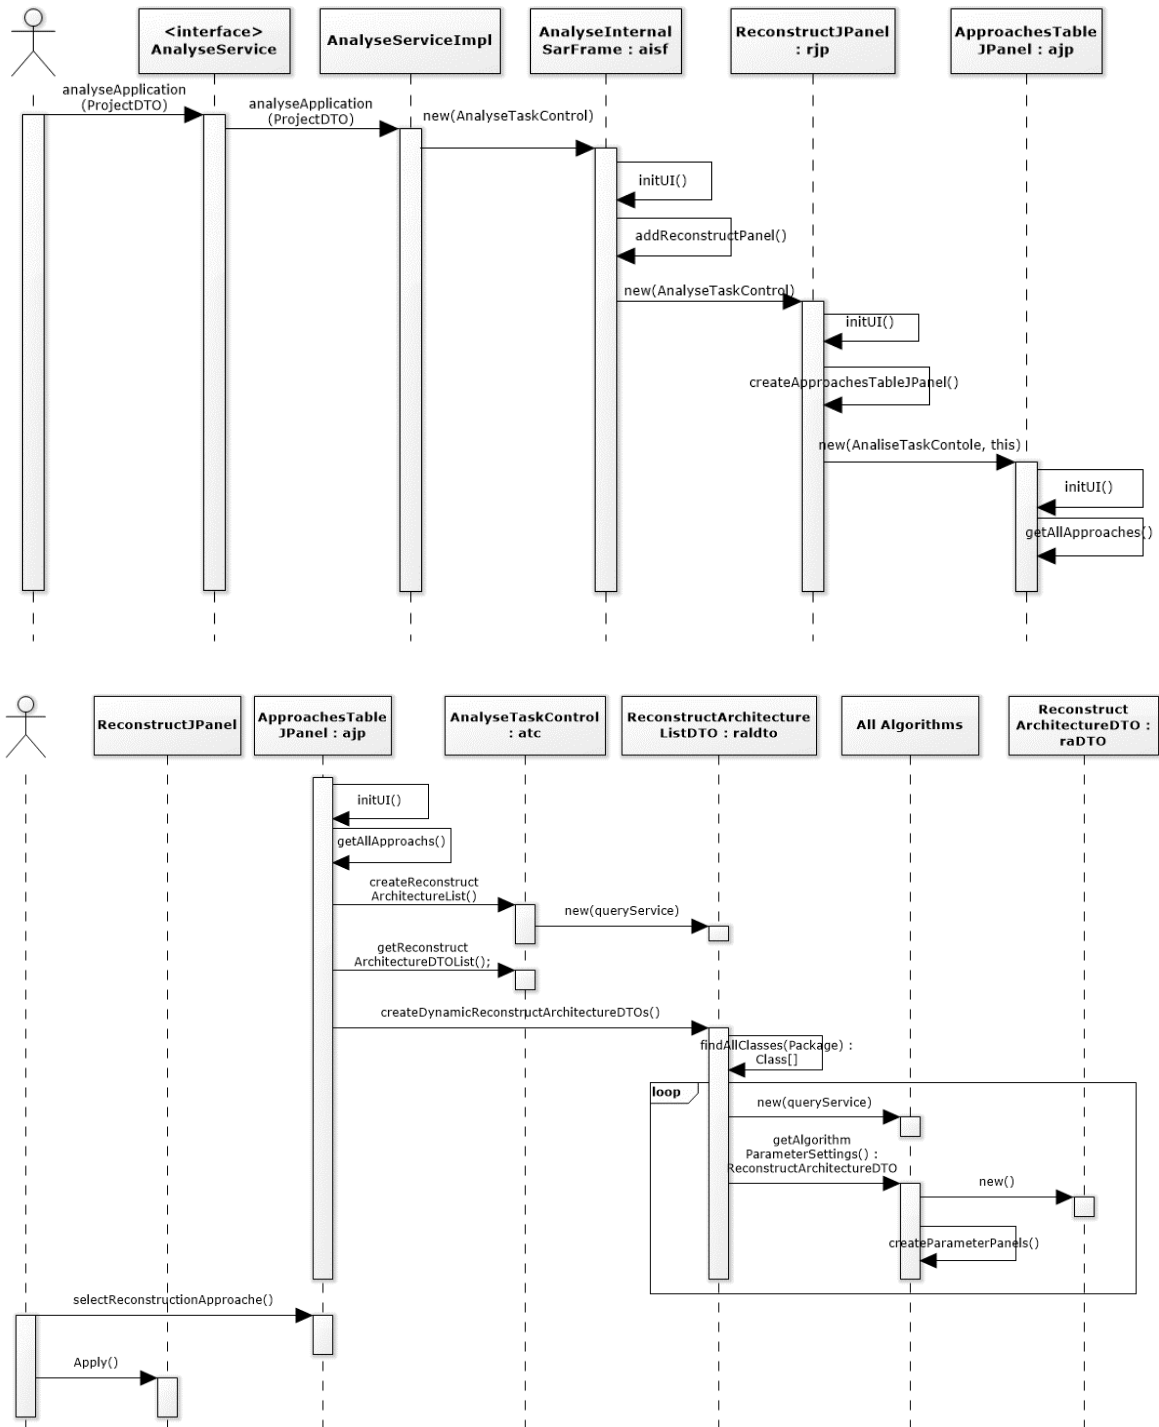 <interface>
AnalyseService
AnalyseServiceImpl
AnalyseInternal
SarFrame : aisf
ReconstructJPanel
: rjp
ApproachesTable
JPanel : ajp
analyseApplication
(ProjectDTO)
analyseApplication
(ProjectDTO)
new(AnalyseTaskControl)
initUI()
addReconstructPanel()
new(AnalyseTaskControl)
initUI()
createApproachesTableJPanel()
new(AnaliseTaskContole, this)
initUI()
getAllApproaches()
ReconstructJPanel
ApproachesTable
JPanel : ajp
AnalyseTaskControl
: atc
ReconstructArchitecture
ListDTO : raldto
All Algorithms
Reconstruct
ArchitectureDTO :
raDTO
initUI()
getAllApproachs()
createReconstruct
ArchitectureList()
new(queryService)
getReconstruct
ArchitectureDTOList();
createDynamicReconstructArchitectureDTOs()
findAllClasses(Package) :
Class[]
loop
new(queryService)
getAlgorithm
ParameterSettings() :
ReconstructArchitectureDTO
new()
createParameterPanels()
selectReconstructionApproache()
Apply()